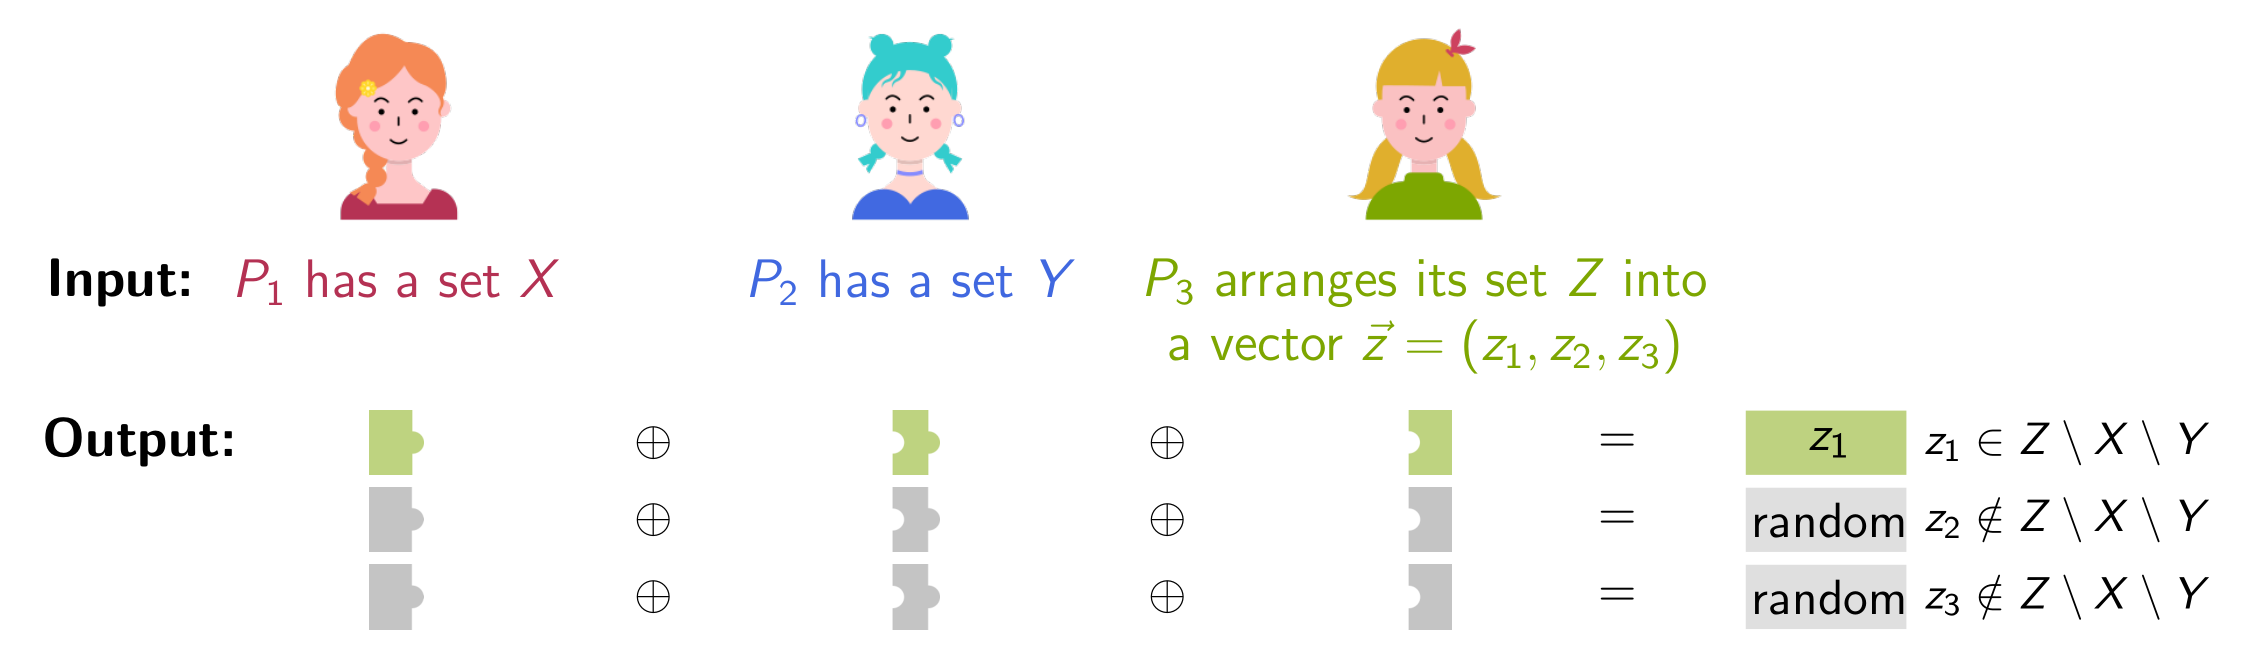 Input: P₁ has a set X P₂ has a set Y P₃ arranges its set Z into
a vector z⃗ = (z₁, z₂, z₃)
Output: ⊕ ⊕ = z₁ z₁ ∈ Z \ X \ Y
⊕ ⊕ = random z₂ ∉ Z \ X \ Y
⊕ ⊕ = random z₃ ∉ Z \ X \ Y